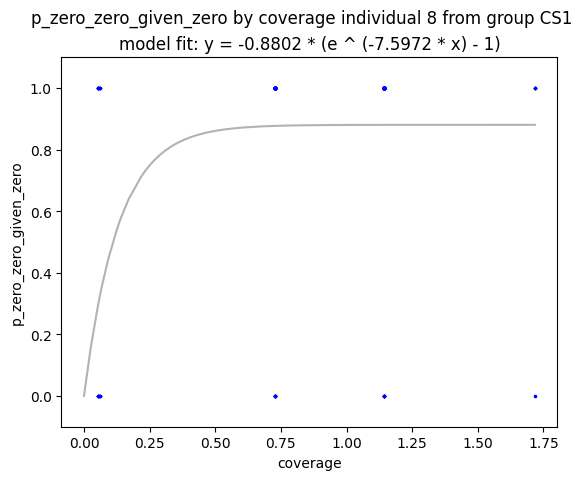 p_zero_zero_given_zero by coverage individual 8 from group CS1
model fit: y = -0.8802 * (e ^ (-7.5972 * x) - 1)
1.0
0.8
0.6
0.4
0.2
0.0
p_zero_zero_given_zero
0.00 0.25 0.50 0.75 1.00 1.25 1.50 1.75
coverage